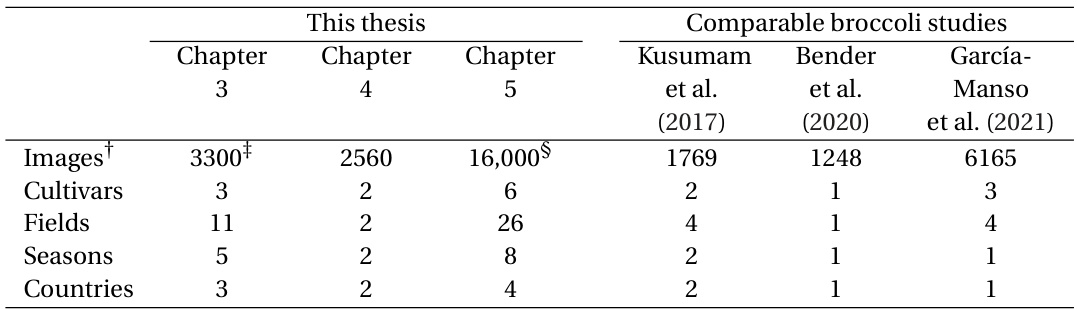 This thesis Comparable broccoli studies
Chapter Chapter Chapter Kusumam Bender García-
3 4 5 et al. et al. Manso
(2017) (2020) et al. (2021)
Images† 3300‡ 2560 16,000§ 1769 1248 6165
Cultivars 3 2 6 2 1 3
Fields 11 2 26 4 1 4
Seasons 5 2 8 2 1 1
Countries 3 2 4 2 1 1